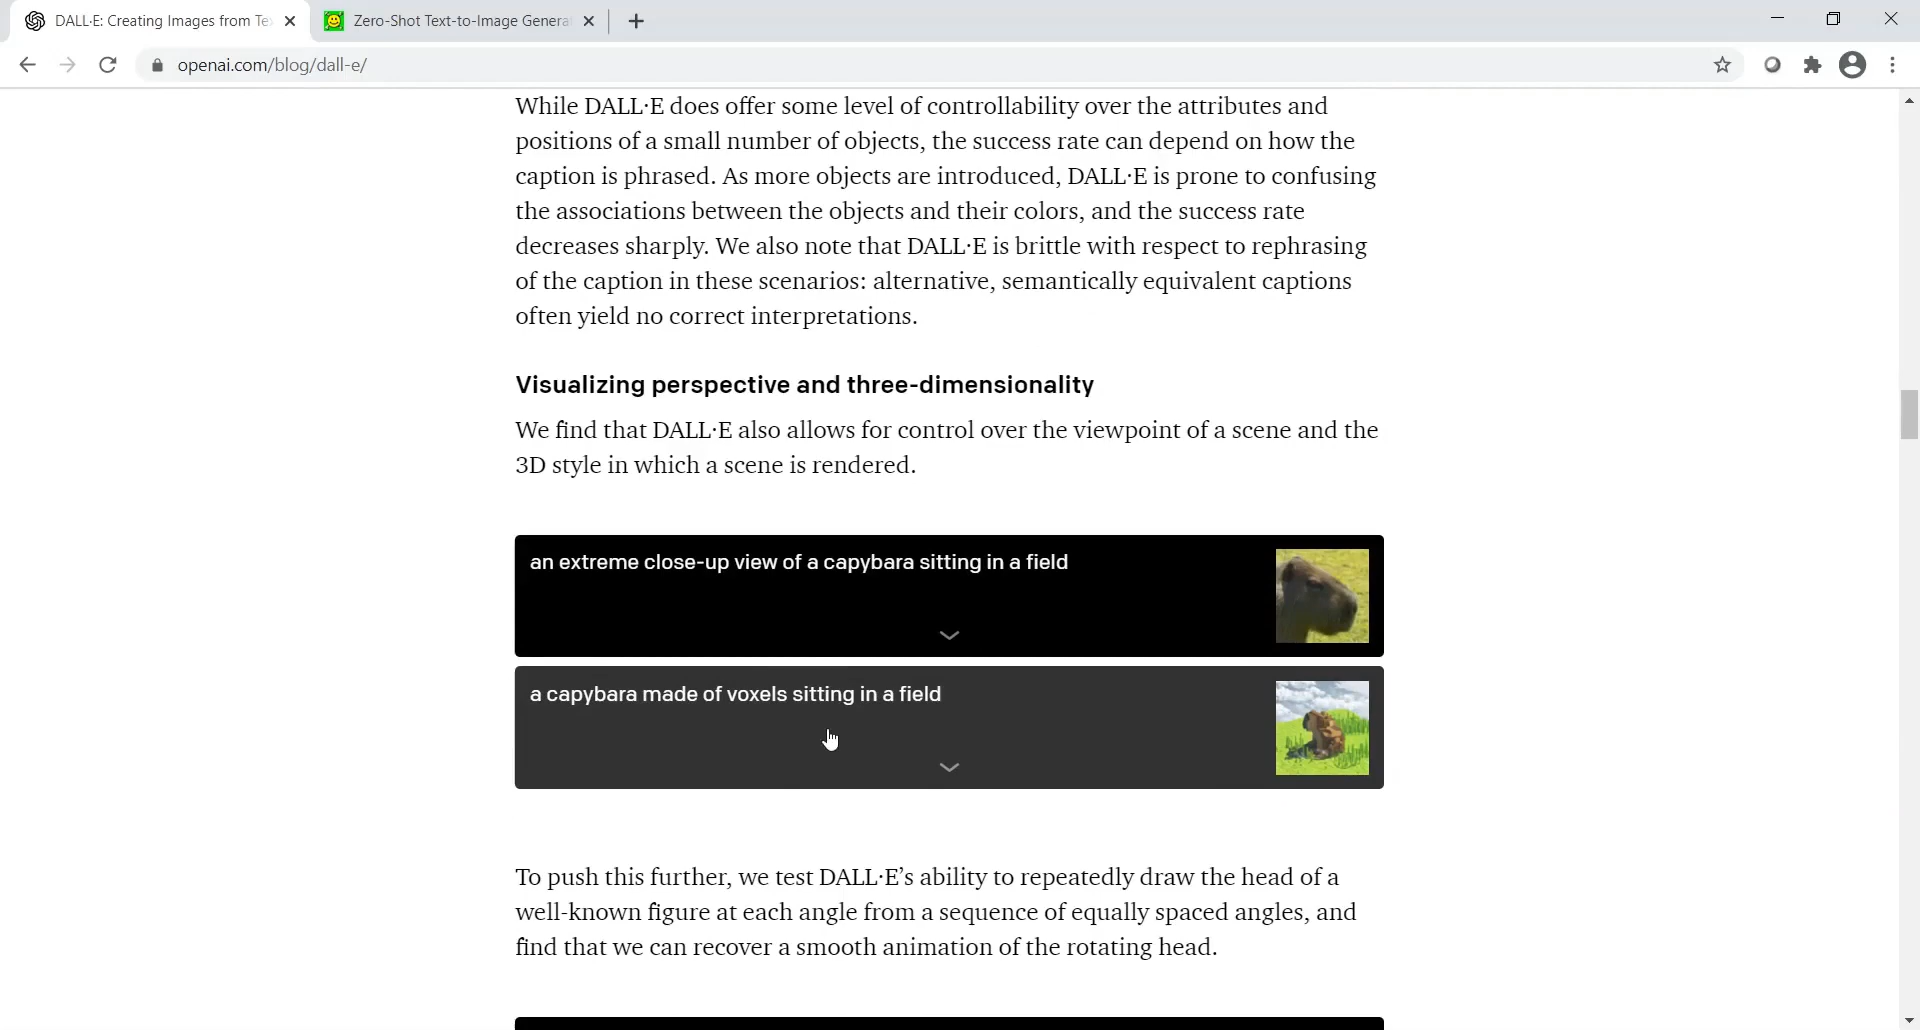 DALL·E: Creating Images from Te
Zero-Shot Text-to-Image Genera
openai.com/blog/dall-e/
While DALL·E does offer some level of controllability over the attributes and
positions of a small number of objects, the success rate can depend on how the
caption is phrased. As more objects are introduced, DALL·E is prone to confusing
the associations between the objects and their colors, and the success rate
decreases sharply. We also note that DALL·E is brittle with respect to rephrasing
of the caption in these scenarios: alternative, semantically equivalent captions
often yield no correct interpretations.
Visualizing perspective and three-dimensionality
We find that DALL·E also allows for control over the viewpoint of a scene and the
3D style in which a scene is rendered.
an extreme close-up view of a capybara sitting in a field
a capybara made of voxels sitting in a field
To push this further, we test DALL·E’s ability to repeatedly draw the head of a
well-known figure at each angle from a sequence of equally spaced angles, and
find that we can recover a smooth animation of the rotating head.